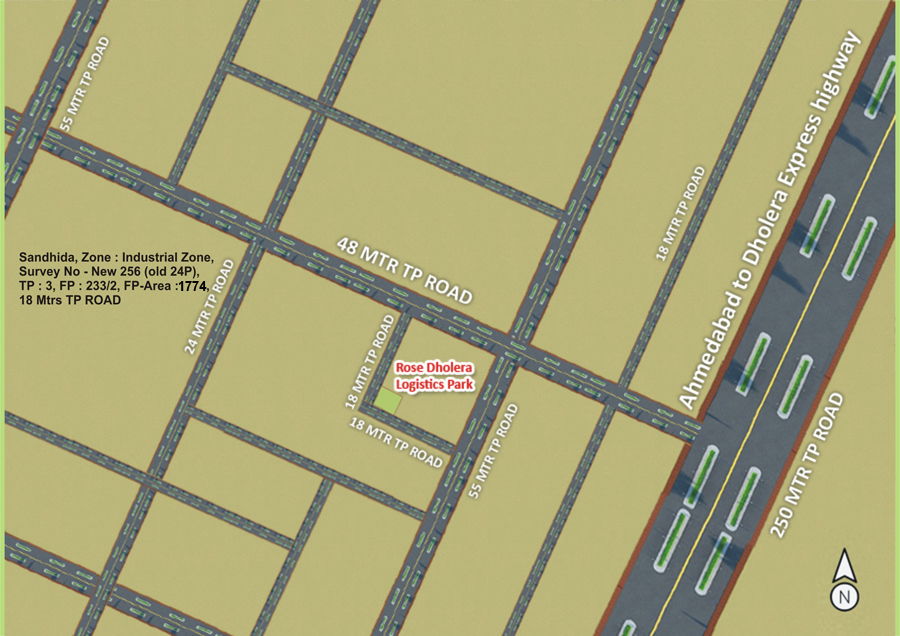 55 MTR TP ROAD
Ahmedabad to Dholera Express highway
18 MTR TP ROAD
48 MTR TP ROAD
Sandhida, Zone : Industrial Zone,
Survey No - New 256 (old 24P),
TP : 3, FP : 233/2, FP-Area :1774,
18 Mtrs TP ROAD
24 MTR TP ROAD
18 MTR TP ROAD
Rose Dholera
Logistics Park
18 MTR TP ROAD
55 MTR TP ROAD
250 MTR TP ROAD
N